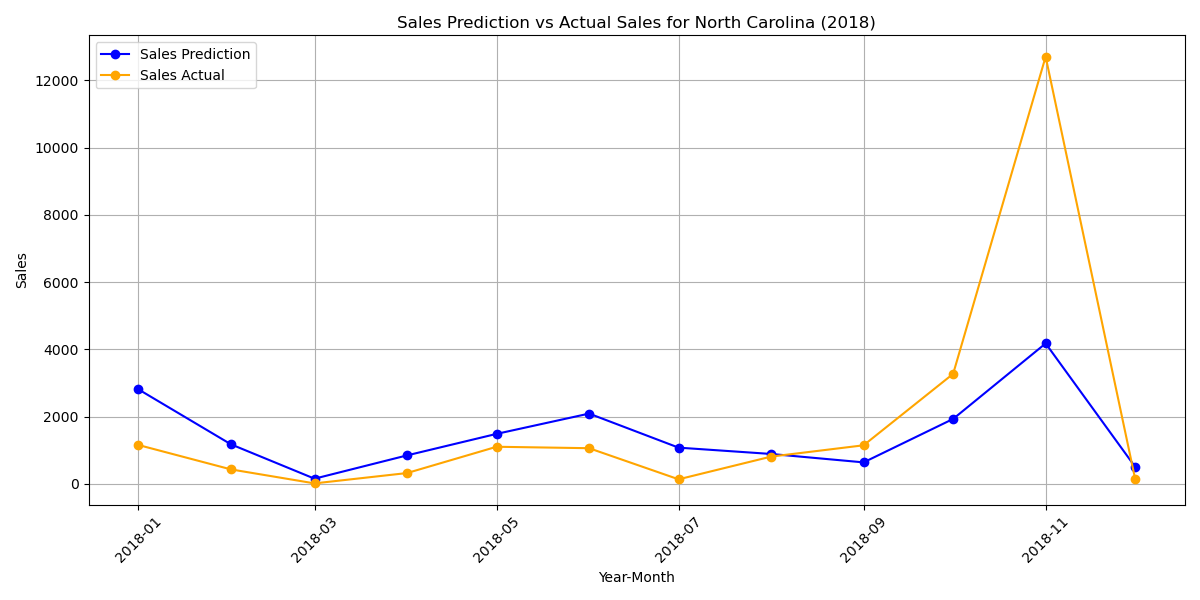 Sales Prediction vs Actual Sales for North Carolina (2018)
Sales Prediction
Sales Actual
12000
10000
8000
6000
4000
2000
0
Sales
2018-01
2018-03
2018-05
2018-07
2018-09
2018-11
Year-Month